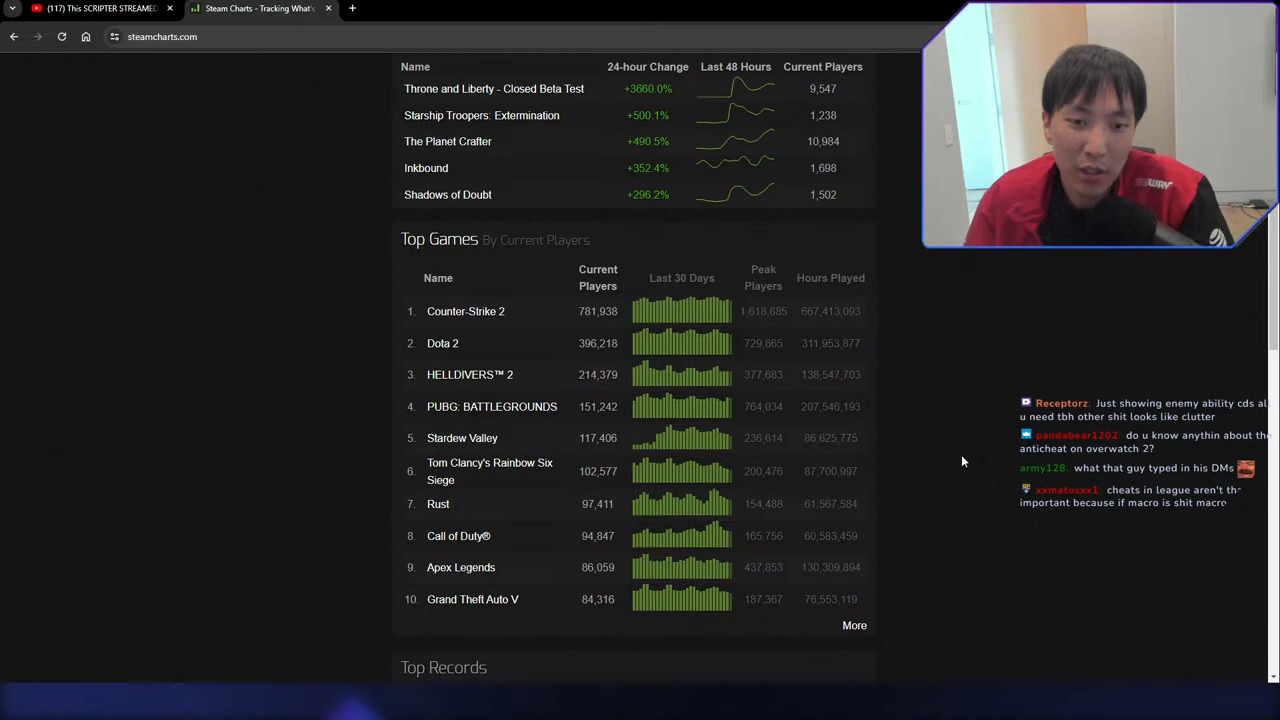 (117) This SCRIPTER STREAMED
Steam Charts - Tracking What's
steamcharts.com
Name 24-hour Change Last 48 Hours Current Players
Throne and Liberty - Closed Beta Test +3660.0% 9,547
Starship Troopers: Extermination +500.1% 1,238
The Planet Crafter +490.5% 10,984
Inkbound +352.4% 1,698
Shadows of Doubt +296.2% 1,502
Top Games By Current Players
Name Current Players Last 30 Days Peak Players Hours Played
1. Counter-Strike 2 781,938 1,618,685 667,413,093
2. Dota 2 396,218 729,865 311,953,877
3. HELLDIVERS™ 2 214,379 377,683 138,547,703
4. PUBG: BATTLEGROUNDS 151,242 764,034 207,546,193
5. Stardew Valley 117,406 236,614 86,625,775
6. Tom Clancy's Rainbow Six Siege 102,577 200,476 87,700,997
7. Rust 97,411 154,488 61,567,584
8. Call of Duty® 94,847 165,756 60,583,459
9. Apex Legends 86,059 437,853 130,309,894
10. Grand Theft Auto V 84,316 187,367 76,553,119
More
Top Records
Receptorz: Just showing enemy ability cds al
u need tbh other shit looks like clutter
pandabear1202 do u know anythin about the
anticheat on overwatch 2?
army128: what that guy typed in his DMs
xxmatosxx1 cheats in league aren't th
important because if macro is shit macro